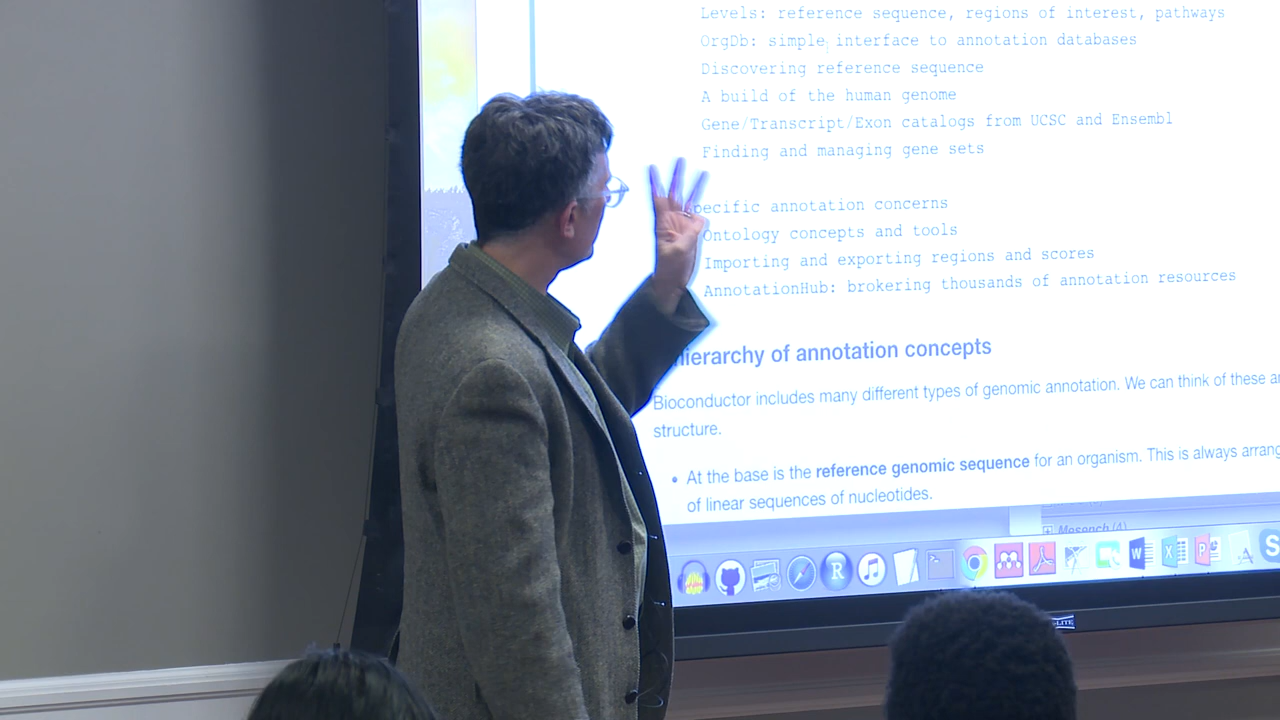 Levels: reference sequence, regions of interest, pathways
OrgDb: simple interface to annotation databases
Discovering reference sequence
A build of the human genome
Gene/Transcript/Exon catalogs from UCSC and Ensembl
Finding and managing gene sets
pecific annotation concerns
Ontology concepts and tools
Importing and exporting regions and scores
AnnotationHub: brokering thousands of annotation resources
hierarchy of annotation concepts
Bioconductor includes many different types of genomic annotation. We can think of these an
structure.
• At the base is the reference genomic sequence for an organism. This is always arrang
of linear sequences of nucleotides.
Mesench (4)
R
W
X
P
S
-LITE